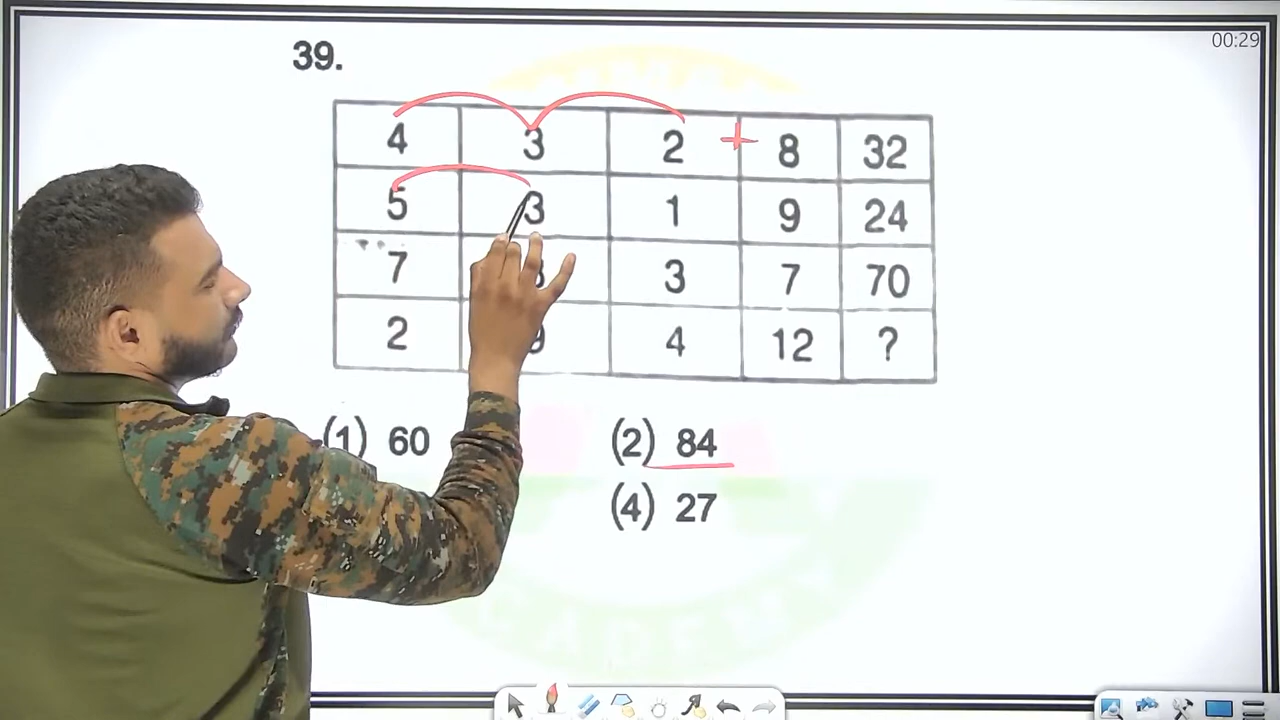 00:29
39.
4 3 2 + 8 32
5 3 1 9 24
7 3 7 70
2 9 4 12 ?
(1) 60 (2) 84
(4) 27